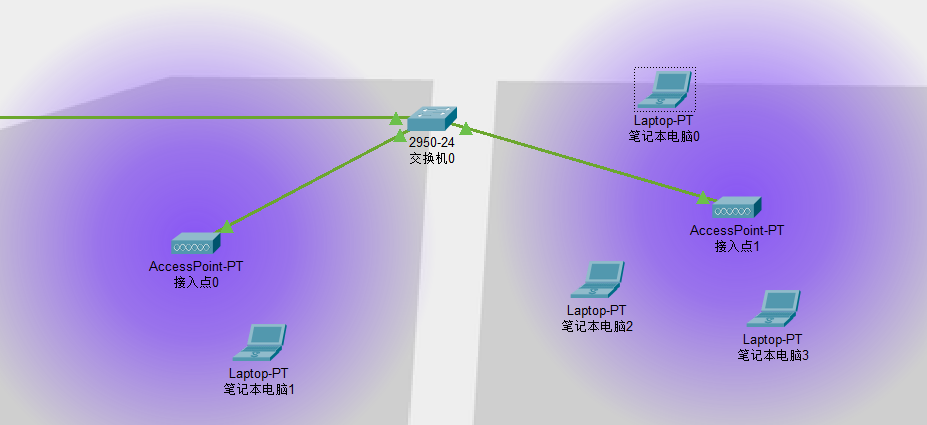 Laptop-PT
笔记本电脑0
2950-24
交换机0
AccessPoint-PT
接入点1
AccessPoint-PT
接入点0
Laptop-PT
笔记本电脑2
Laptop-PT
笔记本电脑3
Laptop-PT
笔记本电脑1